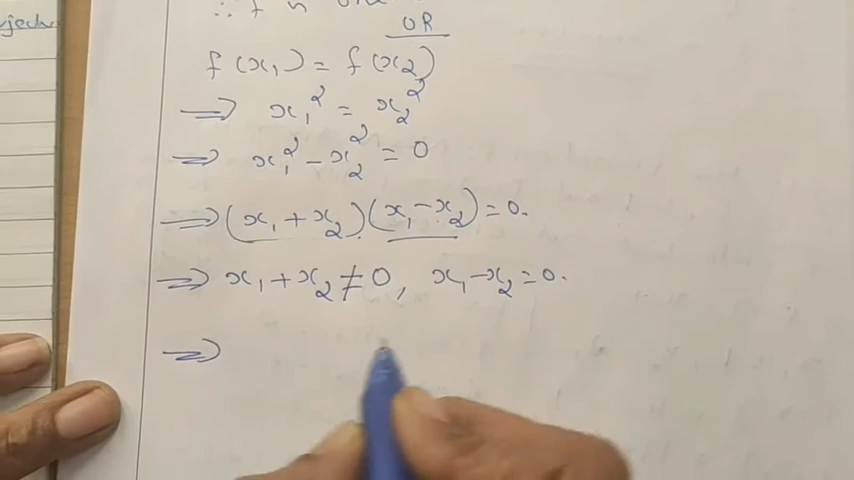 OR
f(x₁) = f(x₂)
⇒ x₁² = x₂²
⇒ x₁² - x₂² = 0
⇒ (x₁ + x₂)(x₁ - x₂) = 0.
⇒ x₁ + x₂ ≠ 0, x₁ - x₂ = 0.
⇒